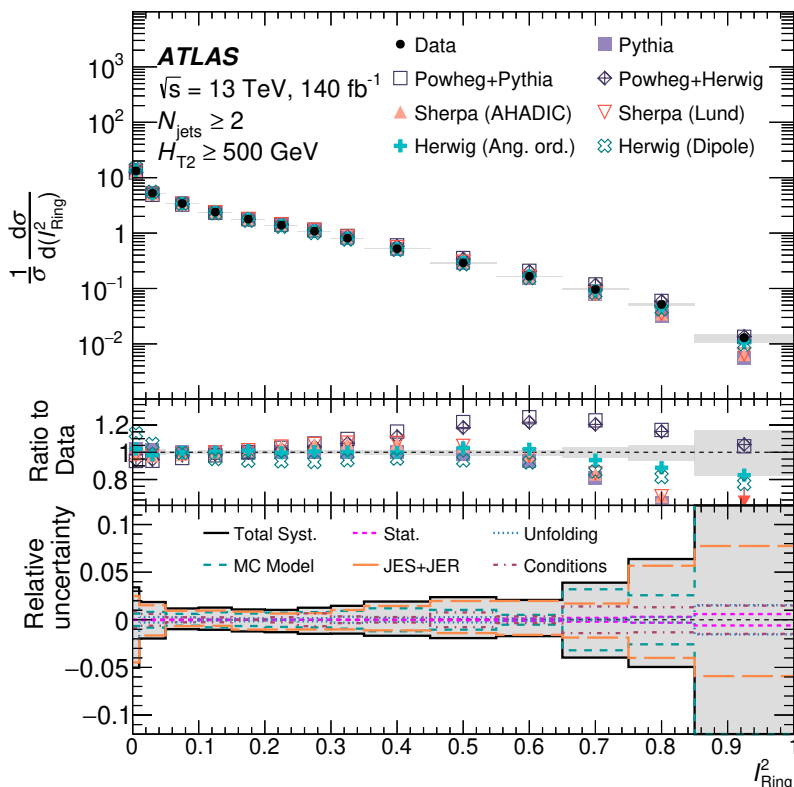 ATLAS
√s = 13 TeV, 140 fb⁻¹
N_jets ≥ 2
H_T2 ≥ 500 GeV
Data
Pythia
Powheg+Pythia
Powheg+Herwig
Sherpa (AHADIC)
Sherpa (Lund)
Herwig (Ang. ord.)
Herwig (Dipole)
1/σ dσ/d(I²_Ring)
10³
10²
10
1
10⁻¹
10⁻²
Ratio to
Data
1.2
1
0.8
Relative
uncertainty
Total Syst.
Stat.
Unfolding
MC Model
JES+JER
Conditions
0.1
0.05
0
−0.05
−0.1
0 0.1 0.2 0.3 0.4 0.5 0.6 0.7 0.8 0.9 1
I²_Ring